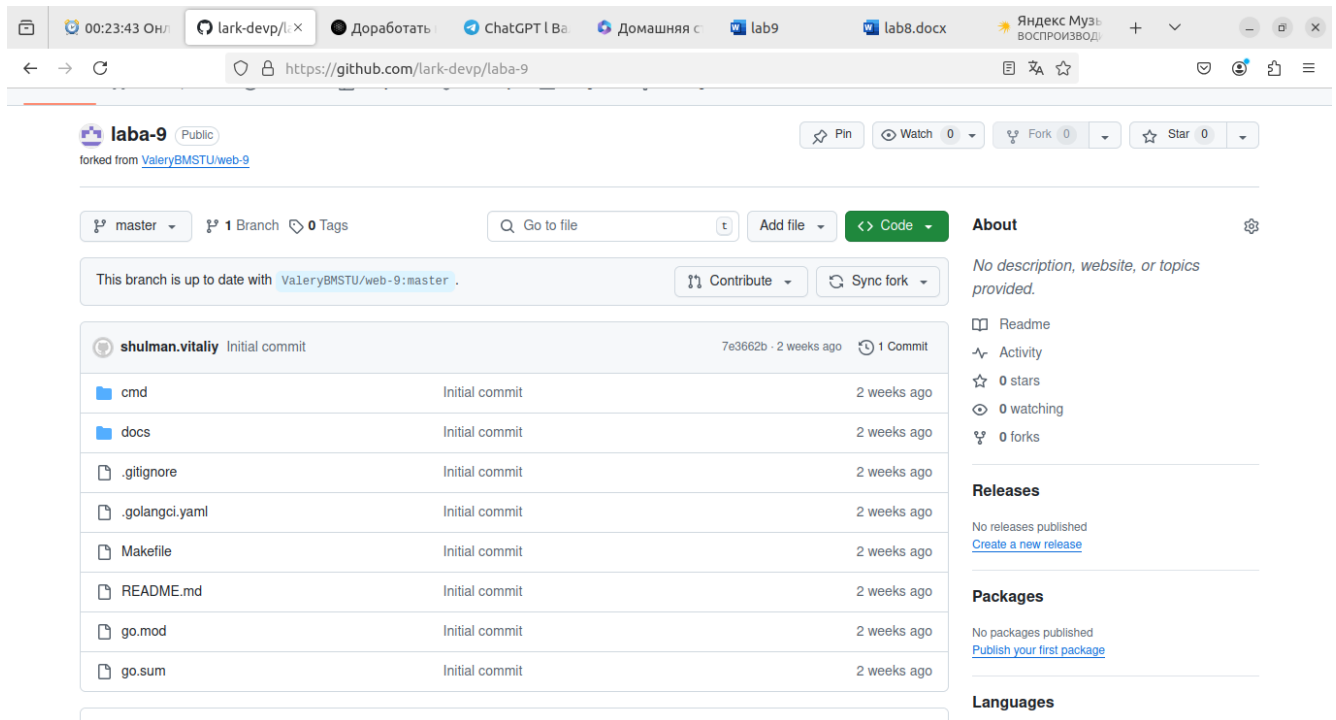 00:23:43 Онл
lark-devp/la
Доработать
ChatGPT l Ba
Домашняя с
lab9
lab8.docx
Яндекс Музы
ВОСПРОИЗВОД
https://github.com/lark-devp/laba-9
laba-9 Public
Pin
Watch 0
Fork 0
Star 0
forked from ValeryBMSTU/web-9
master
1 Branch
0 Tags
Go to file
t
Add file
<> Code
About
This branch is up to date with ValeryBMSTU/web-9:master.
Contribute
Sync fork
No description, website, or topics
provided.
shulman.vitaliy Initial commit
7e3662b · 2 weeks ago
1 Commit
cmd Initial commit 2 weeks ago
docs Initial commit 2 weeks ago
.gitignore Initial commit 2 weeks ago
.golangci.yaml Initial commit 2 weeks ago
Makefile Initial commit 2 weeks ago
README.md Initial commit 2 weeks ago
go.mod Initial commit 2 weeks ago
go.sum Initial commit 2 weeks ago
Readme
Activity
0 stars
0 watching
0 forks
Releases
No releases published
Create a new release
Packages
No packages published
Publish your first package
Languages